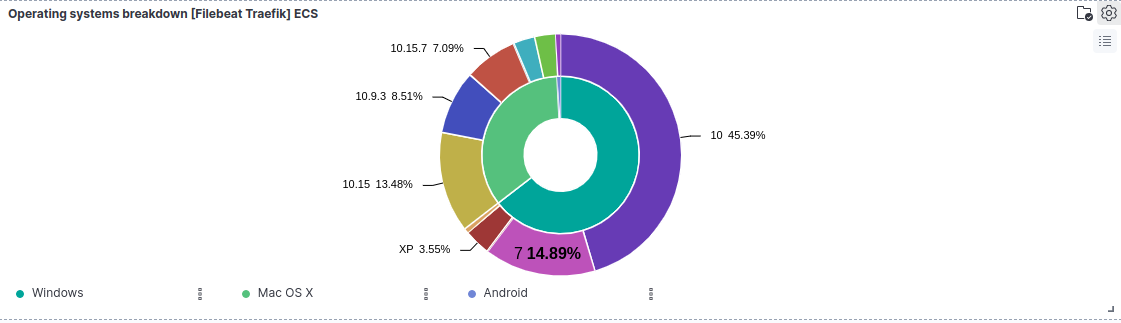 Operating systems breakdown [Filebeat Traefik] ECS
10.15.7 7.09%
10.9.3 8.51%
10 45.39%
10.15 13.48%
XP 3.55%
7 14.89%
Windows
Mac OS X
Android